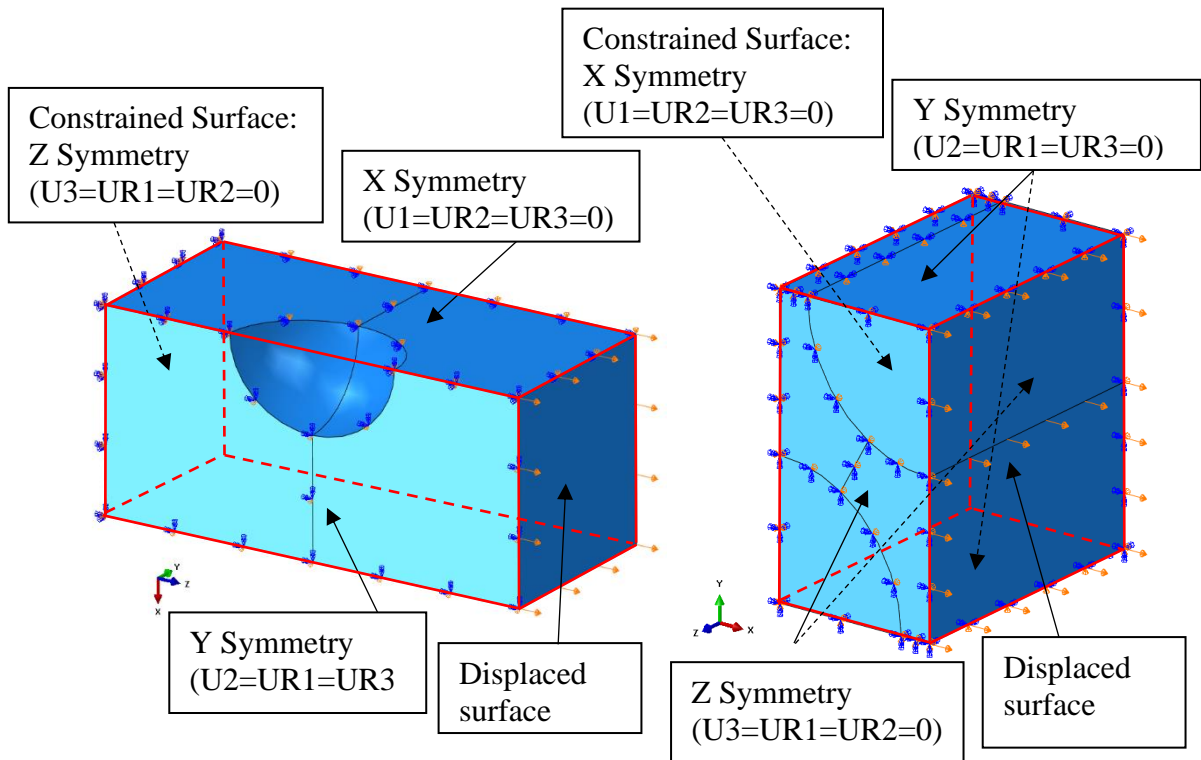 Constrained Surface:
Z Symmetry
(U3=UR1=UR2=0)
X Symmetry
(U1=UR2=UR3=0)
Y Symmetry
(U2=UR1=UR3
Displaced
surface
Y
Z
X
Constrained Surface:
X Symmetry
(U1=UR2=UR3=0)
Y Symmetry
(U2=UR1=UR3=0)
Z Symmetry
(U3=UR1=UR2=0)
Displaced
surface
Y
Z
X